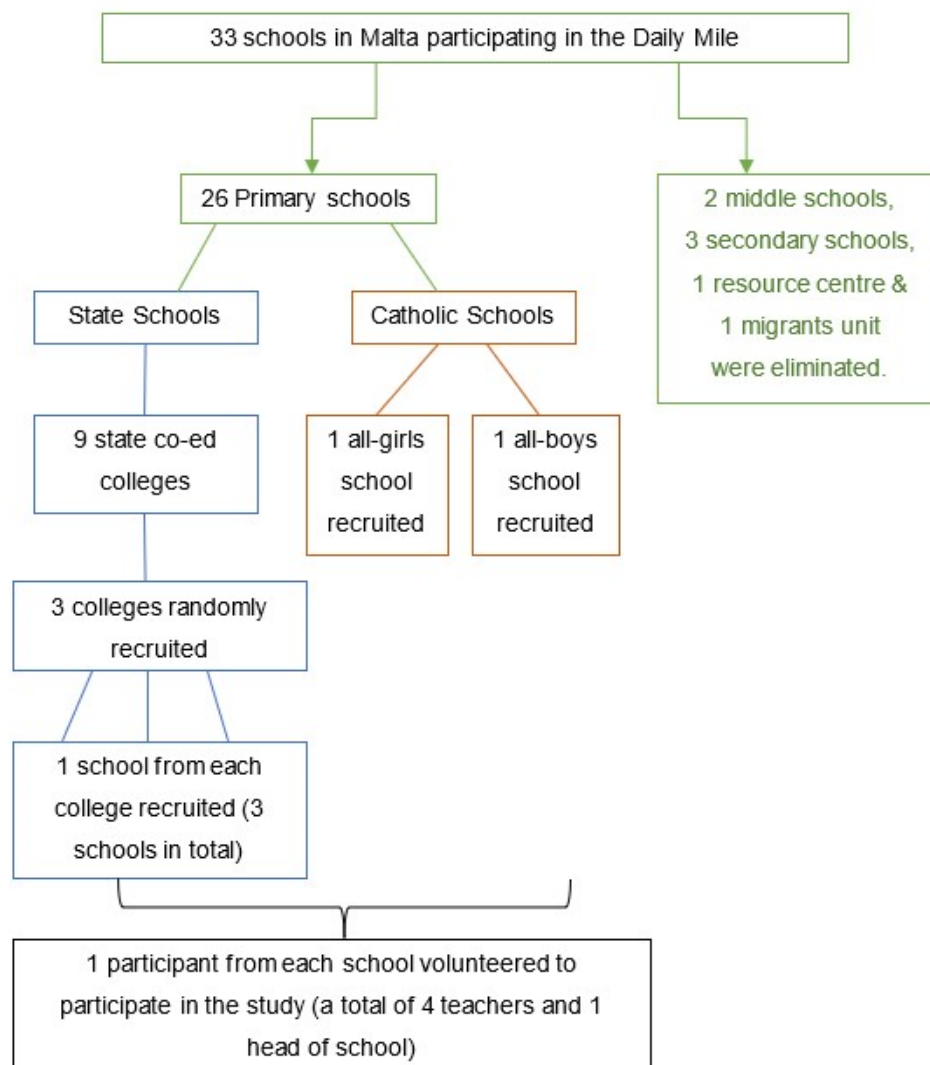 33 schools in Malta participating in the Daily Mile
26 Primary schools
2 middle schools,
3 secondary schools,
1 resource centre &
1 migrants unit
were eliminated.
State Schools
Catholic Schools
9 state co-ed
colleges
1 all-girls
school
recruited
1 all-boys
school
recruited
3 colleges randomly
recruited
1 school from each
college recruited (3
schools in total)
1 participant from each school volunteered to
participate in the study (a total of 4 teachers and 1
head of school)